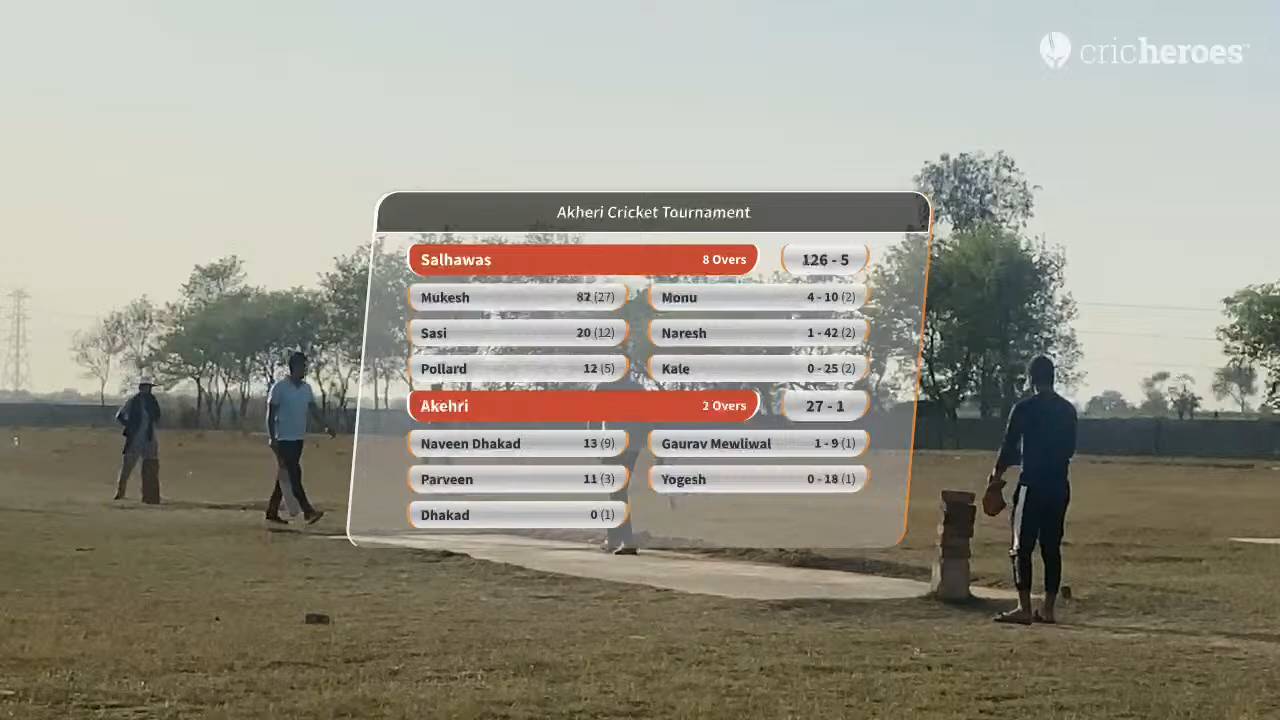 cricheroes
Akheri Cricket Tournament
Salhawas 8 Overs 126 - 5
Mukesh 82 (27) Monu 4 - 10 (2)
Sasi 20 (12) Naresh 1 - 42 (2)
Pollard 12 (5) Kale 0 - 25 (2)
Akehri 2 Overs 27 - 1
Naveen Dhakad 13 (9) Gaurav Mewliwal 1 - 9 (1)
Parveen 11 (3) Yogesh 0 - 18 (1)
Dhakad 0 (1)